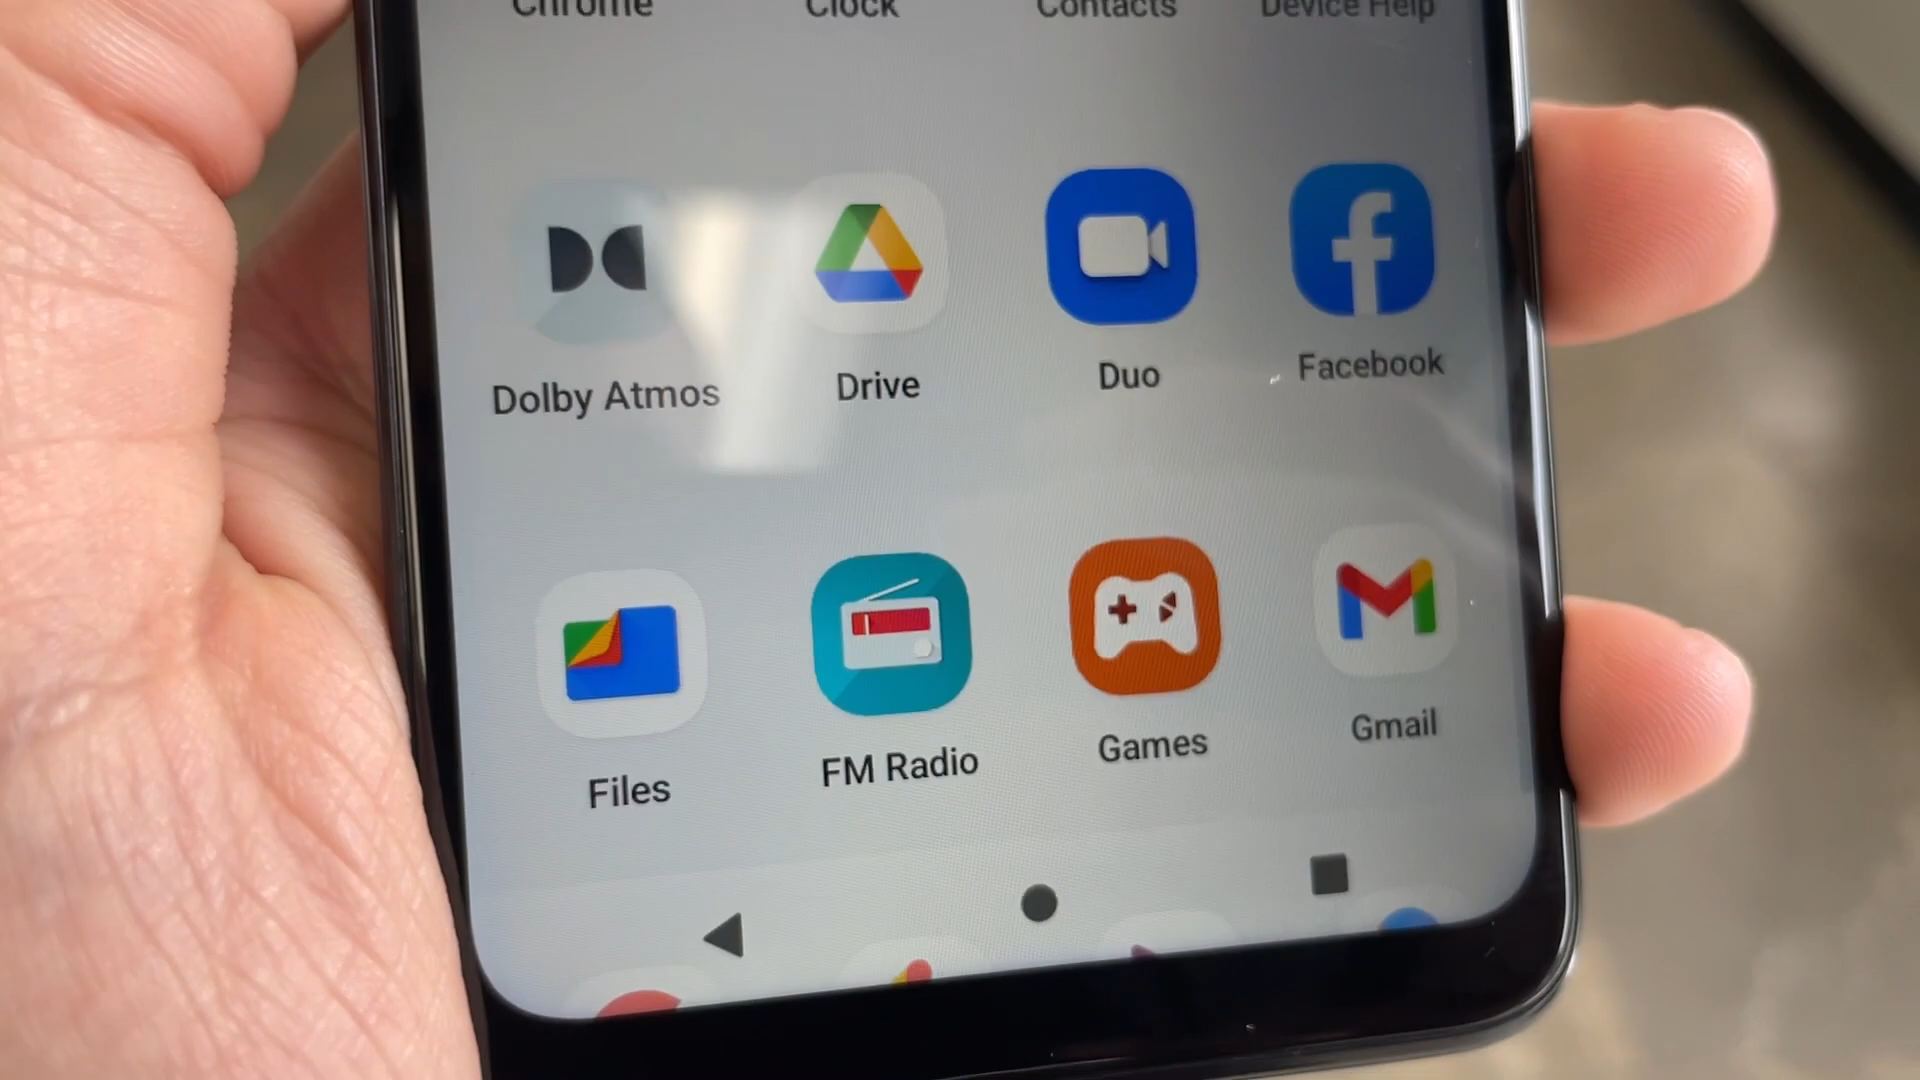 Chrome Clock Contacts Device Help
Dolby Atmos Drive Duo Facebook
Files FM Radio Games Gmail